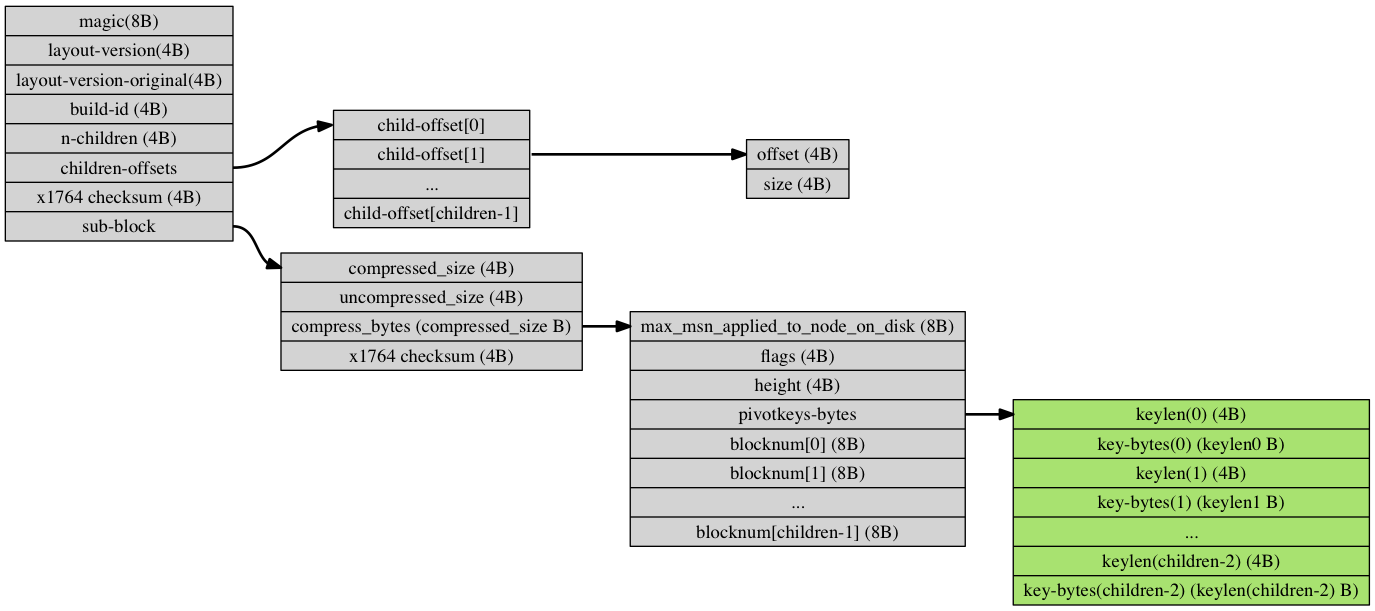 magic(8B)
layout-version(4B)
layout-version-original(4B)
build-id (4B)
n-children (4B)
children-offsets
x1764 checksum (4B)
sub-block
child-offset[0]
child-offset[1]
...
child-offset[children-1]
offset (4B)
size (4B)
compressed_size (4B)
uncompressed_size (4B)
compress_bytes (compressed_size B)
x1764 checksum (4B)
max_msn_applied_to_node_on_disk (8B)
flags (4B)
height (4B)
pivotkeys-bytes
blocknum[0] (8B)
blocknum[1] (8B)
...
blocknum[children-1] (8B)
keylen(0) (4B)
key-bytes(0) (keylen0 B)
keylen(1) (4B)
key-bytes(1) (keylen1 B)
...
keylen(children-2) (4B)
key-bytes(children-2) (keylen(children-2) B)